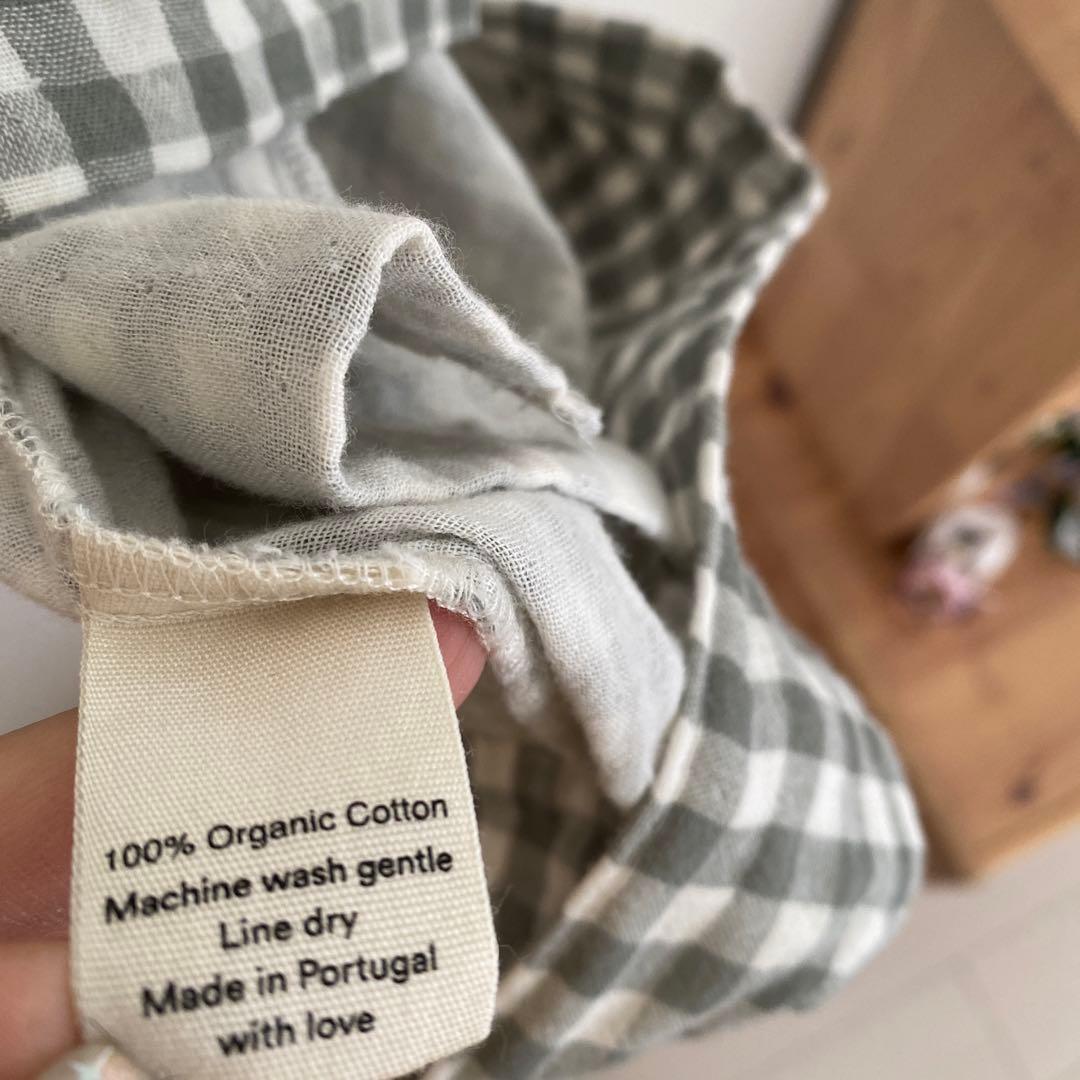 100% Organic Cotton
Machine wash gentle
Line dry
Made in Portugal
with love